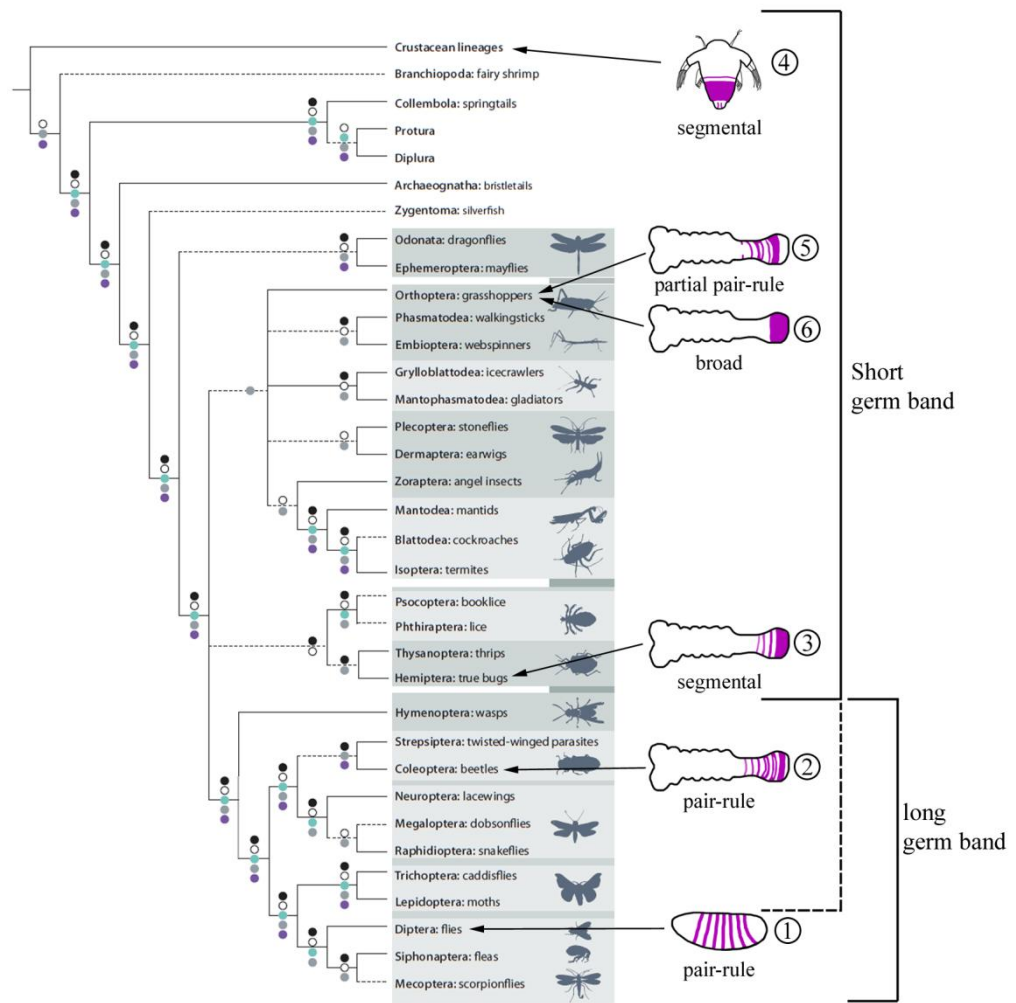 Crustacean lineages
Branchiopoda: fairy shrimp
Collembola: springtails
Protura
Diplura
Archaeognatha: bristletails
Zygentoma: silverfish
Odonata: dragonflies
Ephemeroptera: mayflies
Orthoptera: grasshoppers
Phasmatodea: walkingsticks
Embioptera: webspinners
Grylloblattodea: icecrawlers
Mantophasmatodea: gladiators
Plecoptera: stoneflies
Dermaptera: earwigs
Zoraptera: angel insects
Mantodea: mantids
Blattodea: cockroaches
Isoptera: termites
Psocoptera: booklice
Phthiraptera: lice
Thysanoptera: thrips
Hemiptera: true bugs
Hymenoptera: wasps
Strepsiptera: twisted-winged parasites
Coleoptera: beetles
Neuroptera: lacewings
Megaloptera: dobsonflies
Raphidioptera: snakeflies
Trichoptera: caddisflies
Lepidoptera: moths
Diptera: flies
Siphonaptera: fleas
Mecoptera: scorpionflies
④
segmental
⑤
partial pair-rule
⑥
broad
③
segmental
②
pair-rule
①
pair-rule
Short
germ band
long
germ band